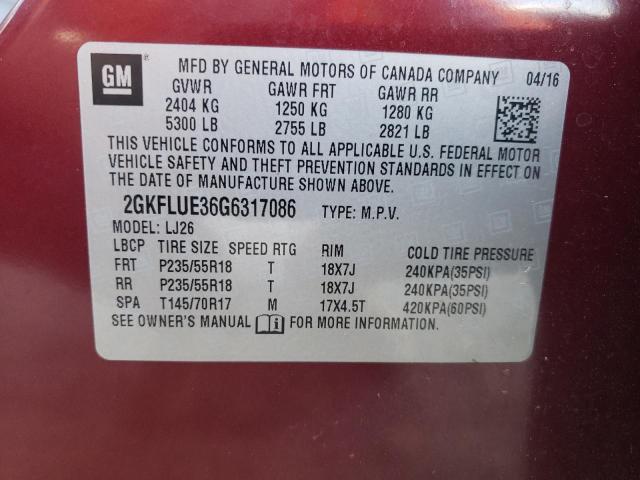 GM
MFD BY GENERAL MOTORS OF CANADA COMPANY 04/16
GVWR GAWR FRT GAWR RR
2404 KG 1250 KG 1280 KG
5300 LB 2755 LB 2821 LB
THIS VEHICLE CONFORMS TO ALL APPLICABLE U.S. FEDERAL MOTOR
VEHICLE SAFETY AND THEFT PREVENTION STANDARDS IN EFFECT ON
THE DATE OF MANUFACTURE SHOWN ABOVE.
2GKFLUE36G6317086 TYPE: M.P.V.
MODEL: LJ26
LBCP TIRE SIZE SPEED RTG RIM COLD TIRE PRESSURE
FRT P235/55R18 T 18X7J 240KPA(35PSI)
RR P235/55R18 T 18X7J 240KPA(35PSI)
SPA T145/70R17 M 17X4.5T 420KPA(60PSI)
SEE OWNER'S MANUAL FOR MORE INFORMATION.